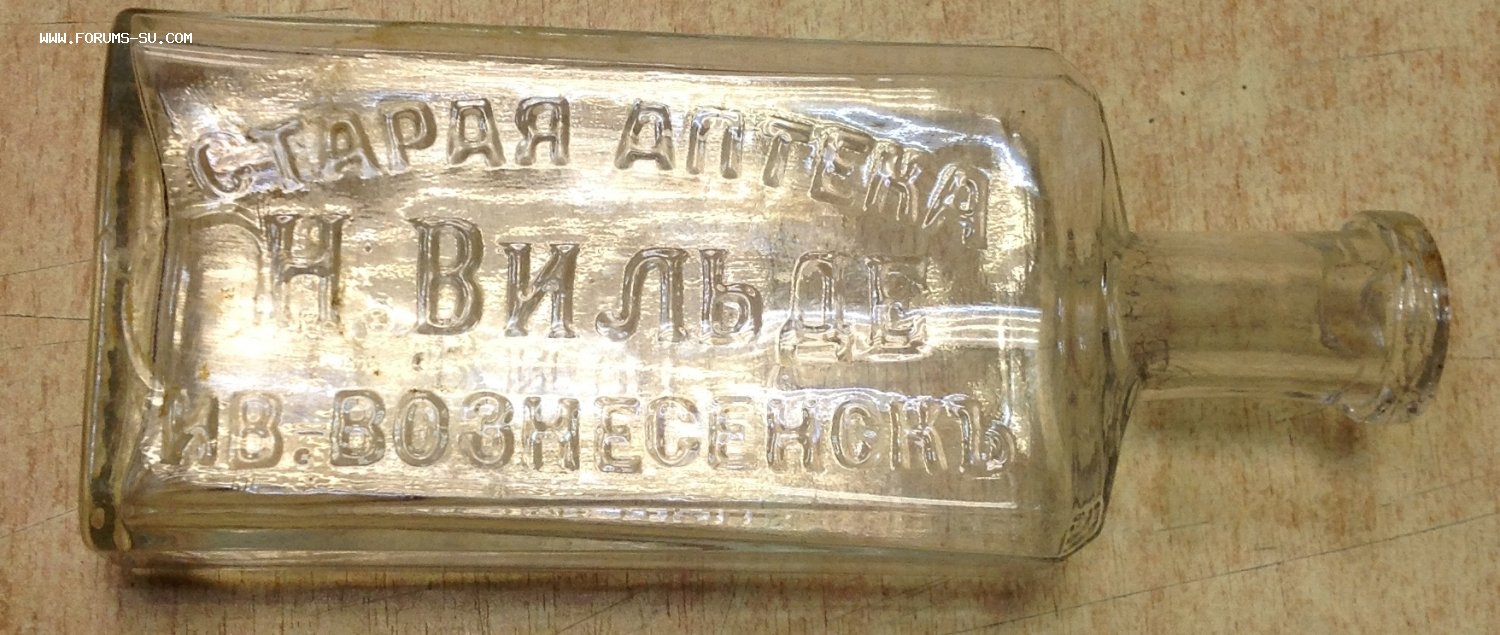 WWW.FORUMS-SU.COM
СТАРАЯ АПТЕКА
Н. ВИЛЬДЕ
ИВ.-ВОЗНЕСЕНСКЪ